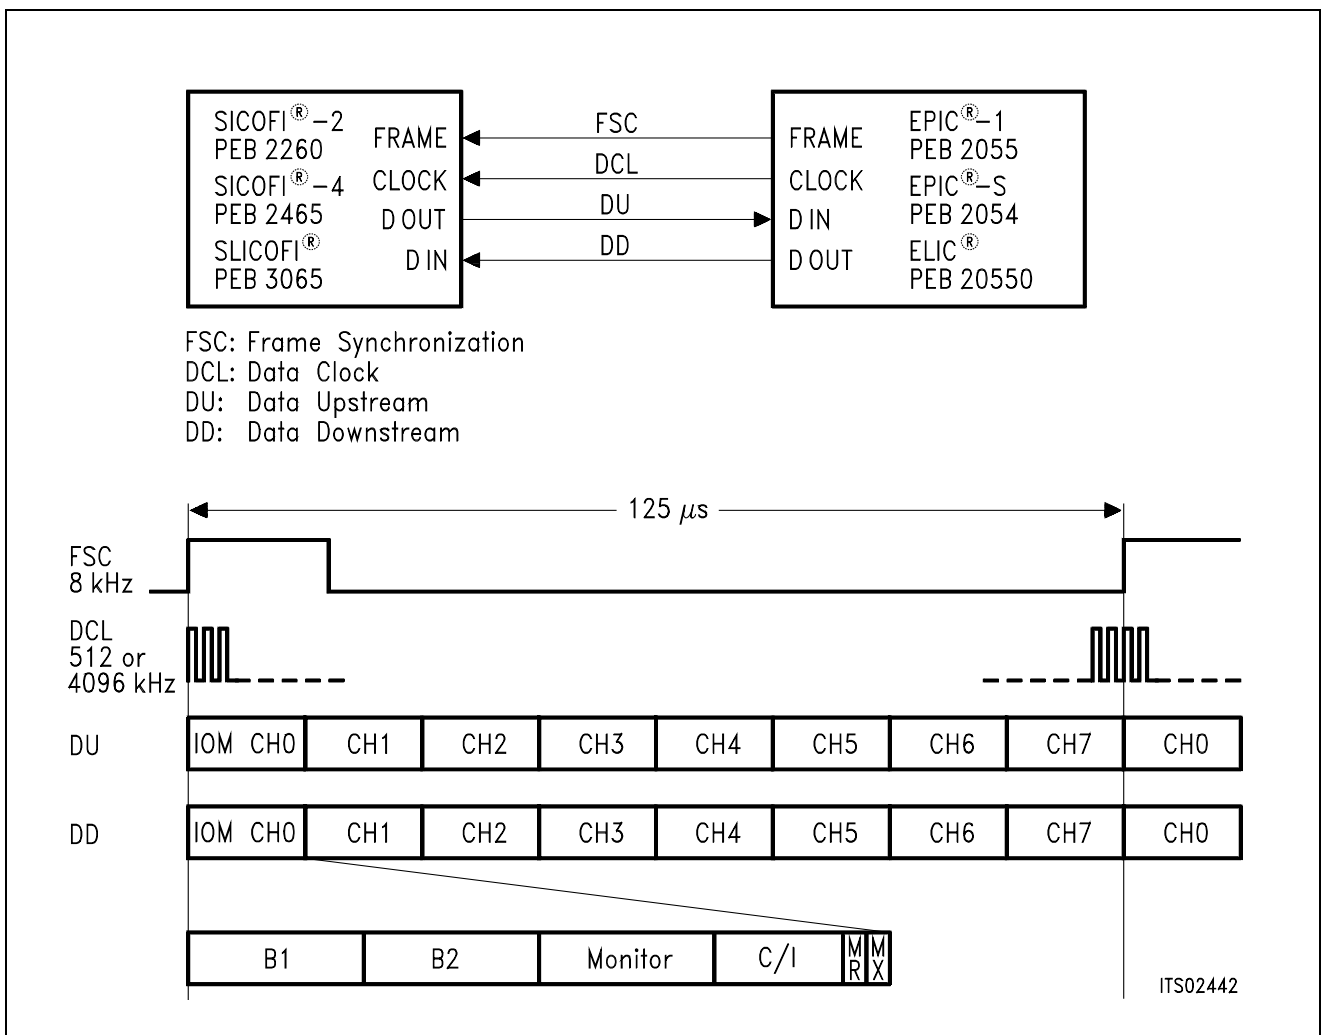 SICOFI®-2
PEB 2260
SICOFI®-4
PEB 2465
SLICOFI®
PEB 3065
FRAME
CLOCK
D OUT
D IN
FSC
DCL
DU
DD
FRAME
CLOCK
D IN
D OUT
EPIC®-1
PEB 2055
EPIC®-S
PEB 2054
ELIC®
PEB 20550
FSC: Frame Synchronization
DCL: Data Clock
DU: Data Upstream
DD: Data Downstream
125 μs
FSC
8 kHz
DCL
512 or
4096 kHz
DU
IOM CH0 CH1 CH2 CH3 CH4 CH5 CH6 CH7 CH0
DD
IOM CH0 CH1 CH2 CH3 CH4 CH5 CH6 CH7 CH0
B1 B2 Monitor C/I MR MX
ITS02442